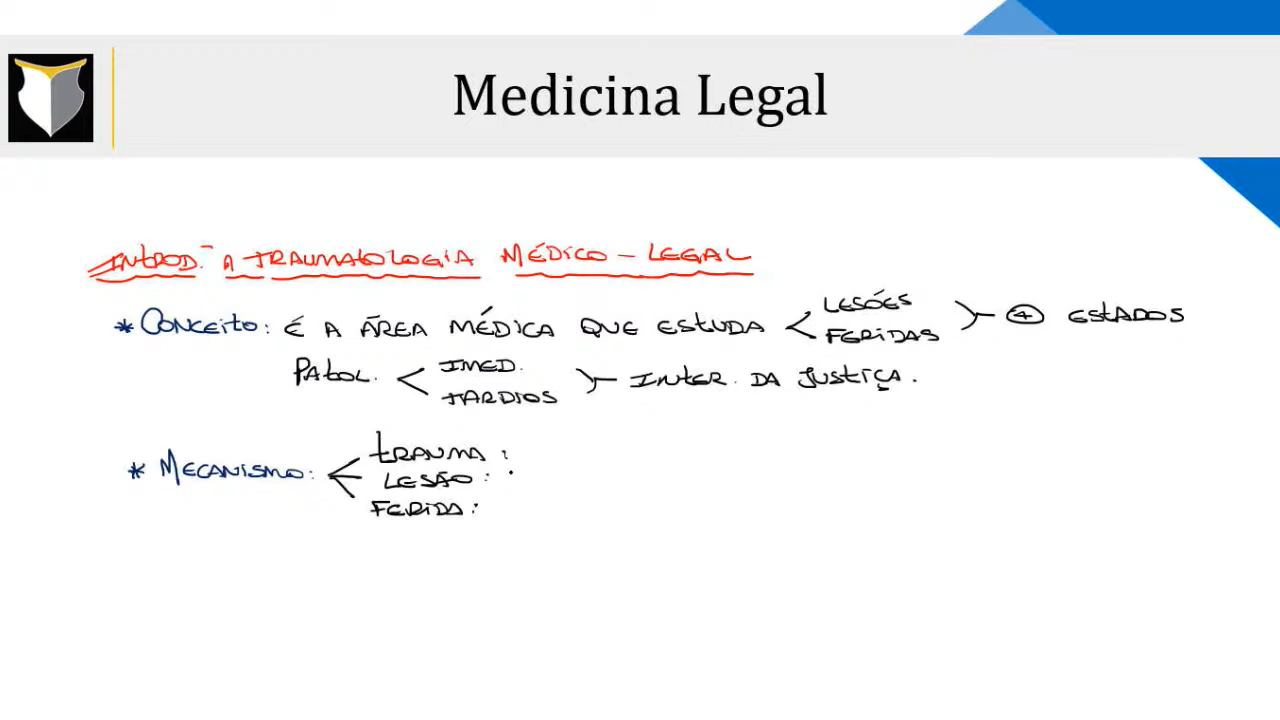 Medicina Legal
INTROD. A TRAUMATOLOGIA MÉDICO - LEGAL
* CONCEITO: É A ÁREA MÉDICA QUE ESTUDA < LESÕES FERIDAS > + ESTADOS
PATOL. < IMED. TARDIOS > INTER. DA JUSTIÇA.
* MECANISMO: < TRAUMA :
LESÃO :
FERIDA :